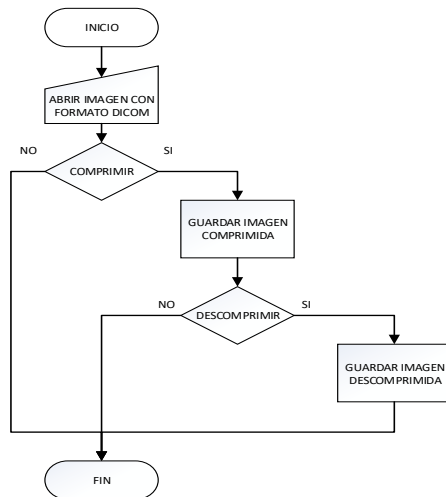 INICIO
ABRIR IMAGEN CON
FORMATO DICOM
NO
SI
COMPRIMIR
GUARDAR IMAGEN
COMPRIMIDA
NO
SI
DESCOMPRIMIR
GUARDAR IMAGEN
DESCOMPRIMIDA
FIN